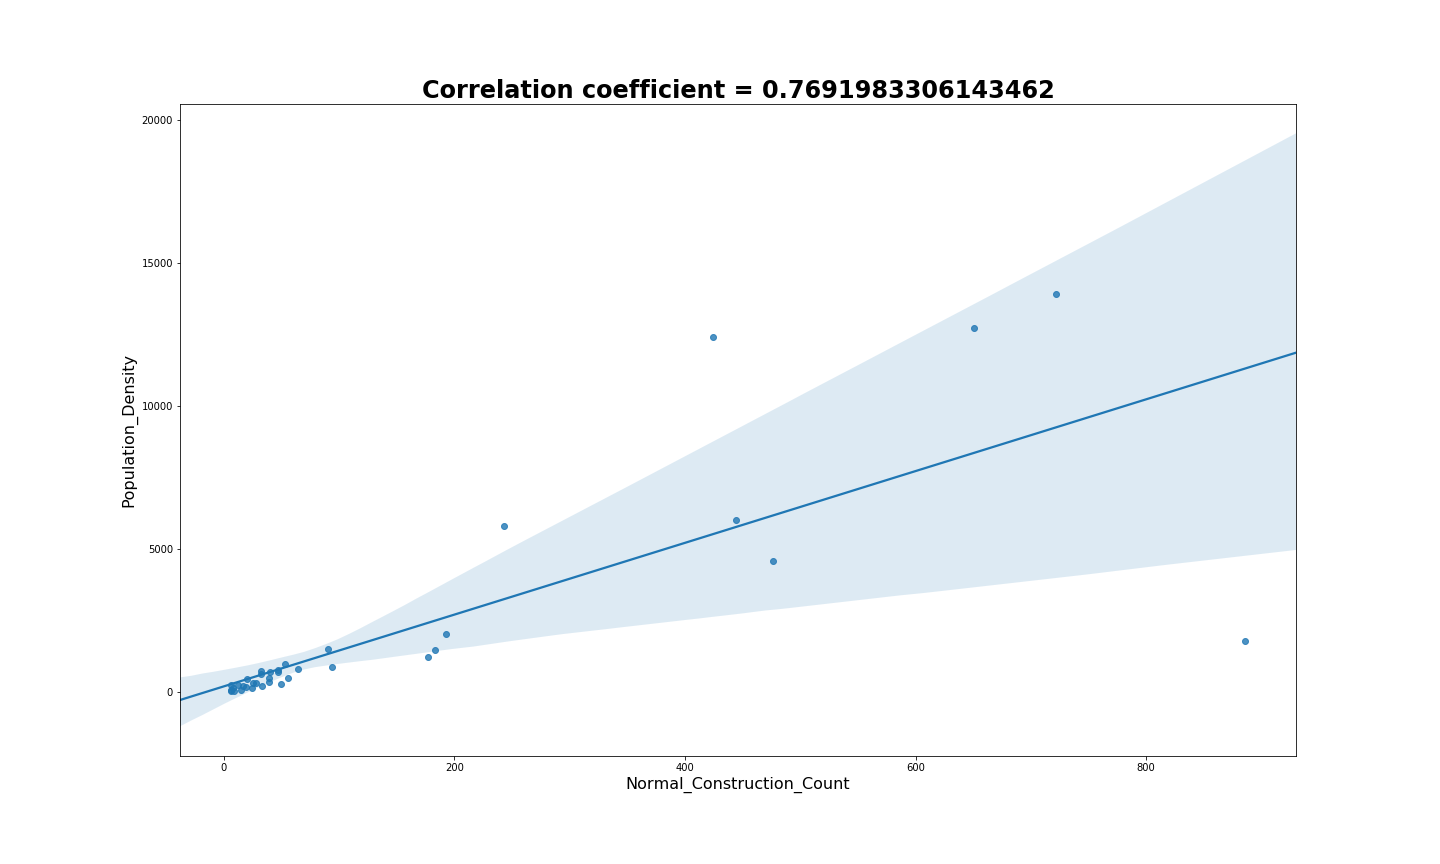 Correlation coefficient = 0.7691983306143462
20000
15000
10000
5000
0
Population_Density
0 200 400 600 800
Normal_Construction_Count